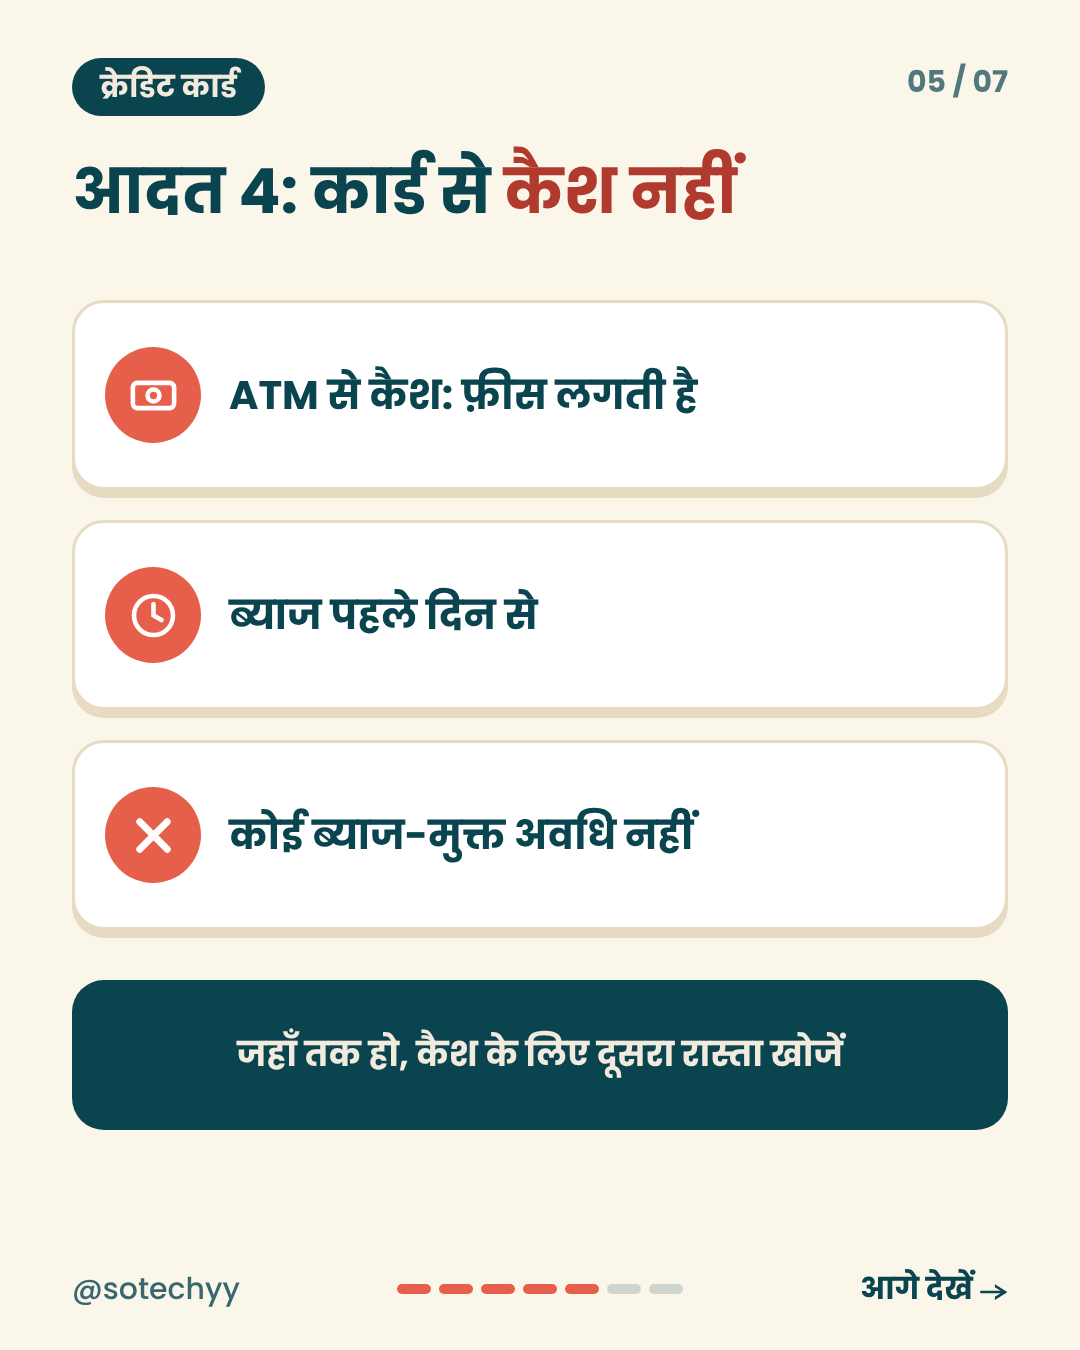 क्रेडिट कार्ड
05 / 07
आदत 4: कार्ड से कैश नहीं
ATM से कैश: फ़ीस लगती है
ब्याज पहले दिन से
कोई ब्याज-मुक्त अवधि नहीं
जहाँ तक हो, कैश के लिए दूसरा रास्ता खोजें
@sotechyy
आगे देखें →